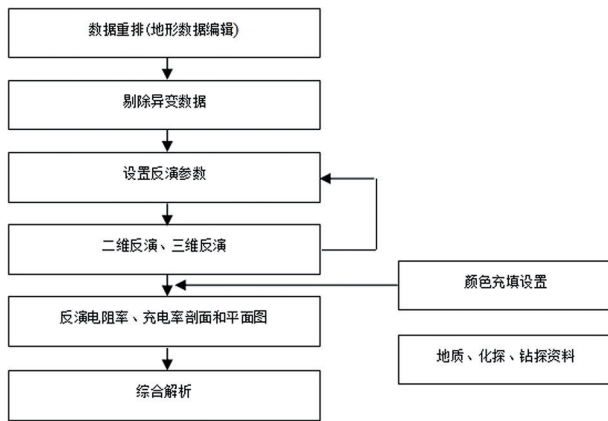 数据重排(地形数据编辑)
剔除异变数据
设置反演参数
二维反演、三维反演
颜色充填设置
反演电阻率、充电率剖面和平面图
地质、化探、钻探资料
综合解析